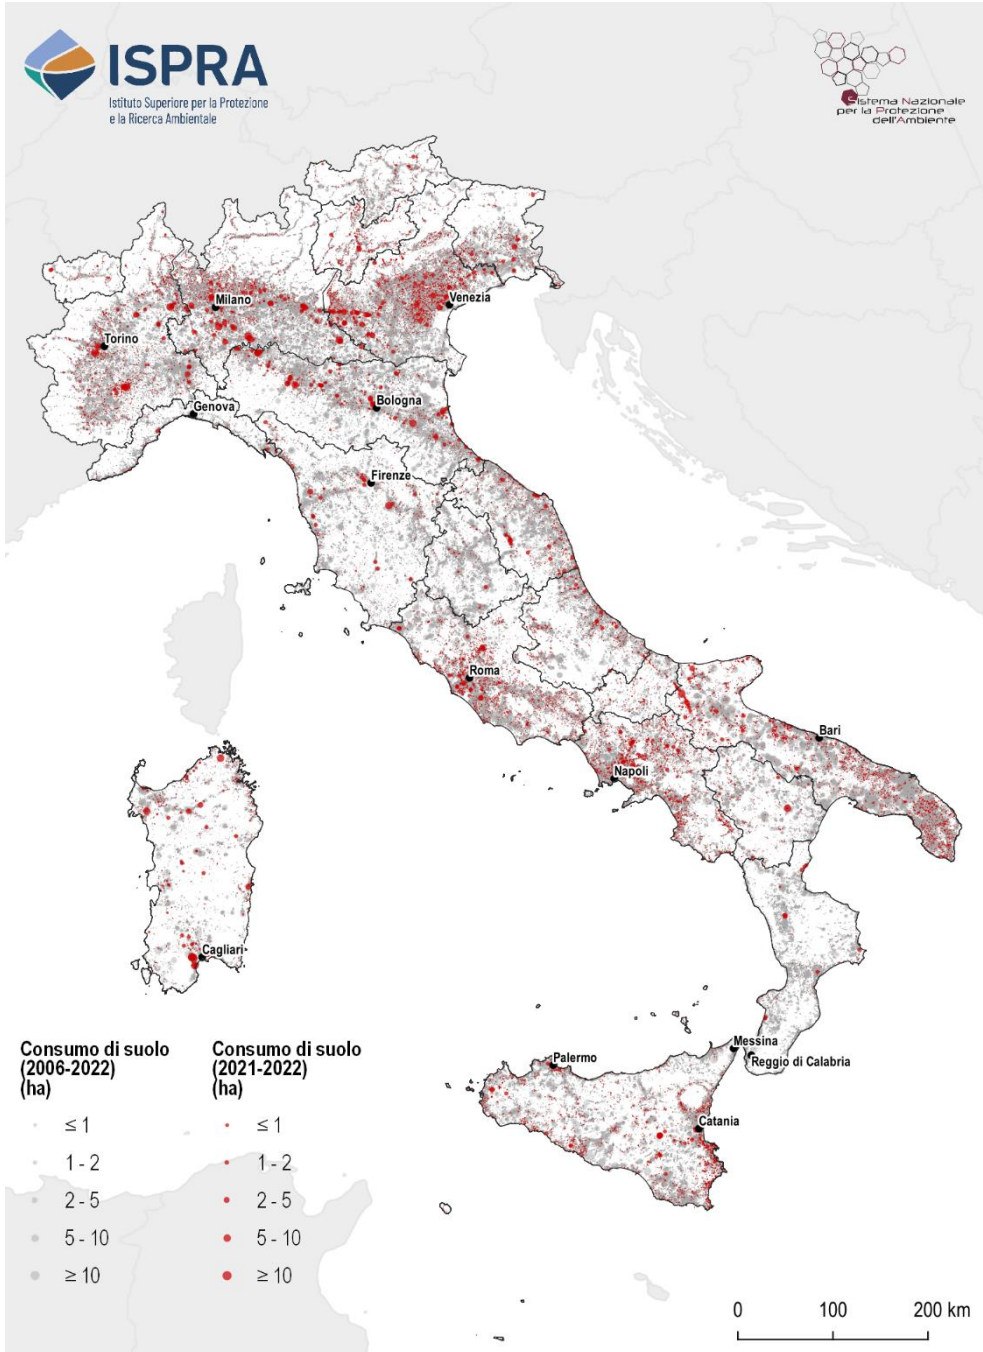 ISPRA
Istituto Superiore per la Protezione
e la Ricerca Ambientale
Sistema Nazionale
per la Protezione
dell'Ambiente
Milano
Venezia
Torino
Genova
Bologna
Firenze
Roma
Napoli
Bari
Cagliari
Messina
Palermo
Reggio di Calabria
Catania
Consumo di suolo
(2006-2022)
(ha)
≤ 1
1 - 2
2 - 5
5 - 10
≥ 10
Consumo di suolo
(2021-2022)
(ha)
≤ 1
1 - 2
2 - 5
5 - 10
≥ 10
0 100 200 km